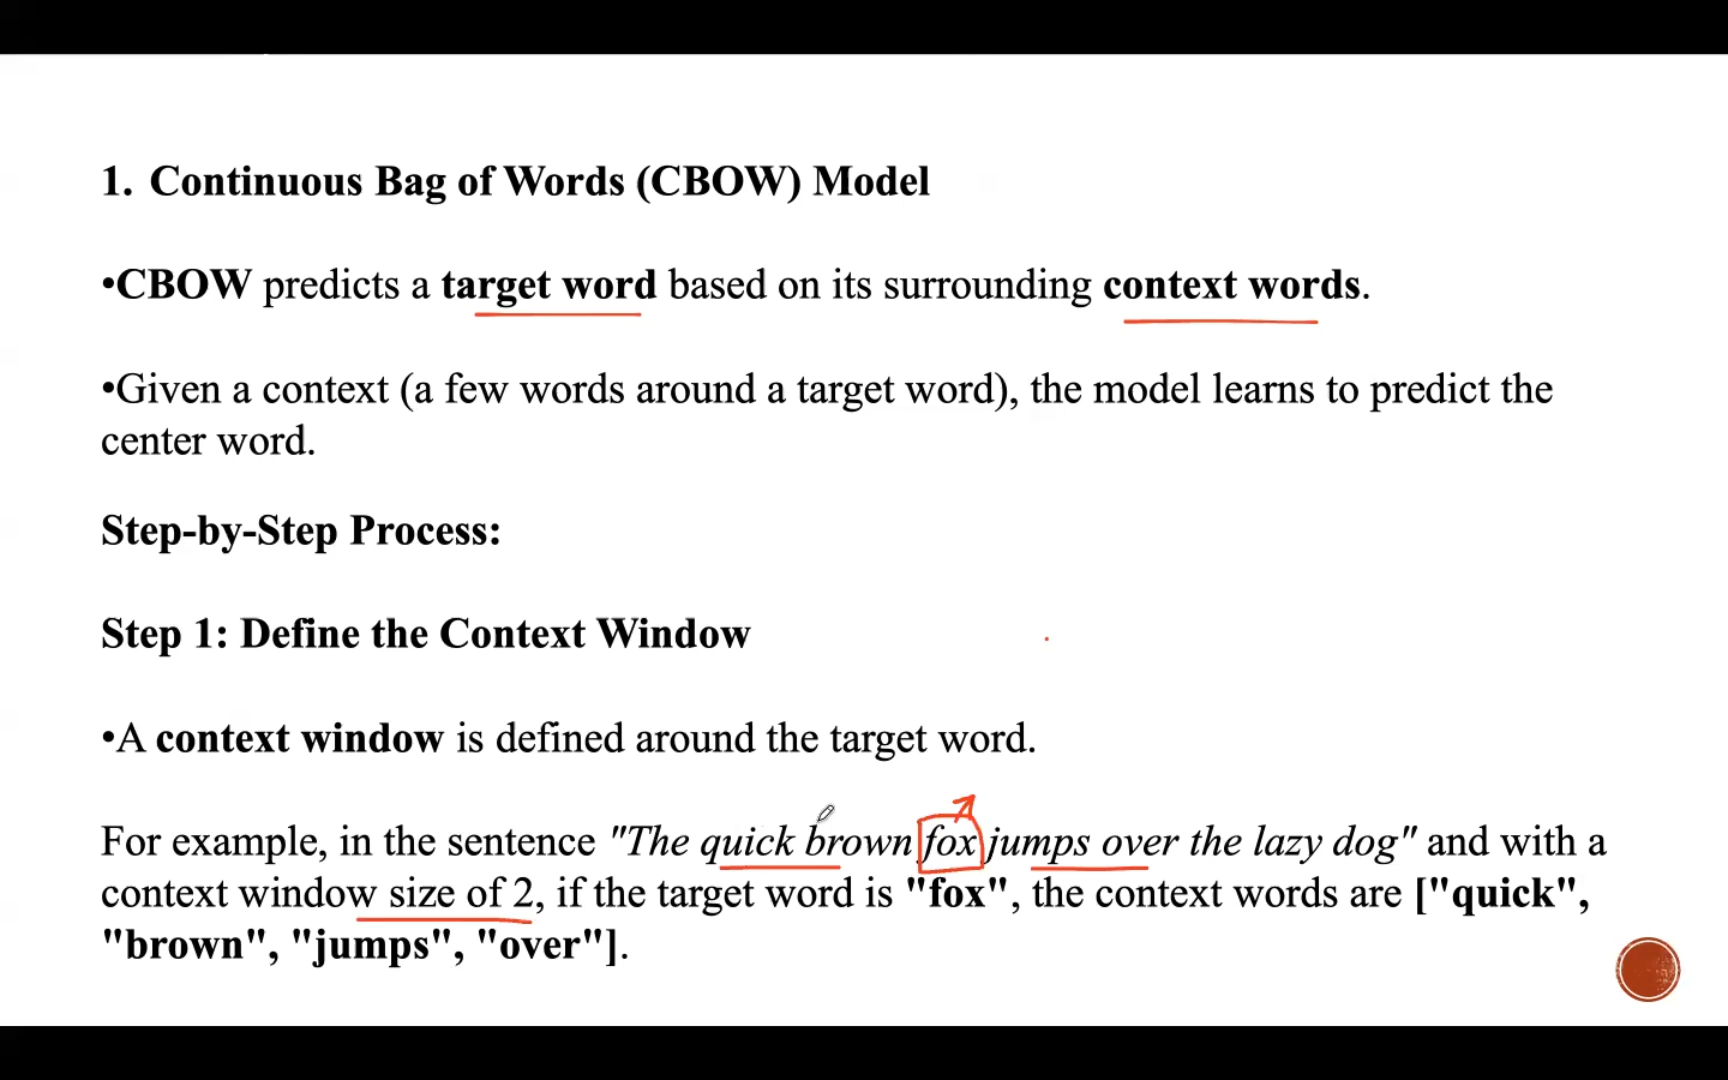 1. Continuous Bag of Words (CBOW) Model
•CBOW predicts a target word based on its surrounding context words.
•Given a context (a few words around a target word), the model learns to predict the
center word.
Step-by-Step Process:
Step 1: Define the Context Window
•A context window is defined around the target word.
For example, in the sentence "The quick brown fox jumps over the lazy dog" and with a
context window size of 2, if the target word is "fox", the context words are ["quick",
"brown", "jumps", "over"].